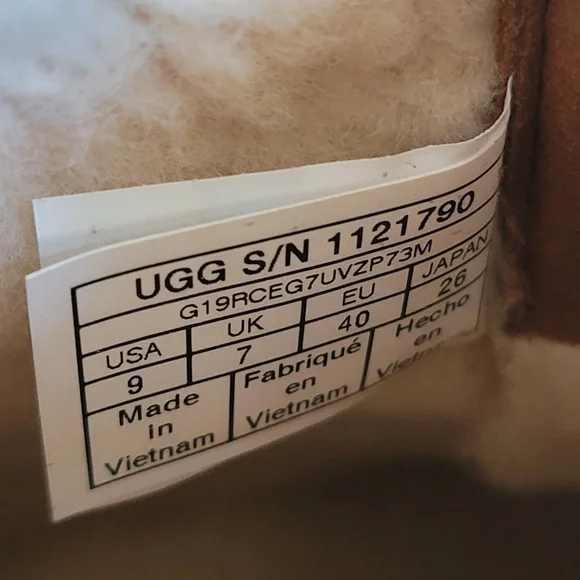 UGG S/N 1121790
G19RCEG7UVZP73M
USA UK EU JAPAN
9 7 40 26
Made in Vietnam
Fabriqué en Vietnam
Hecho en Vietnam